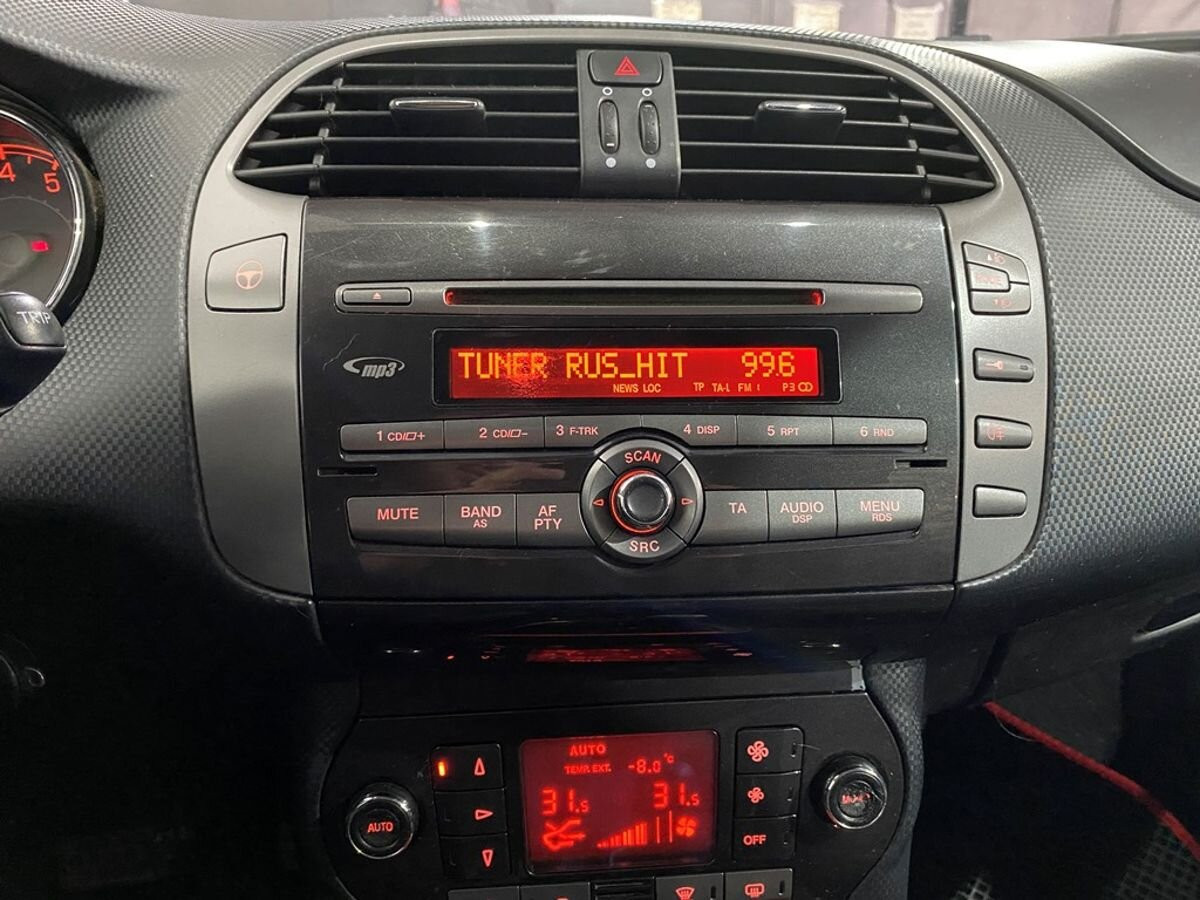 4 5
TRIP
mp3
TUNER RUS_HIT 99.6
NEWS LOC TP TA-L FM 1 P3 CD
1 CD/▱+ 2 CD/▱- 3 F-TRK 4 DISP 5 RPT 6 RND
SCAN
MUTE BAND AS AF PTY TA AUDIO DSP MENU RDS
SRC
AUTO
TEMP. EXT. -8.0 °C
31.5 31.5
AUTO
OFF